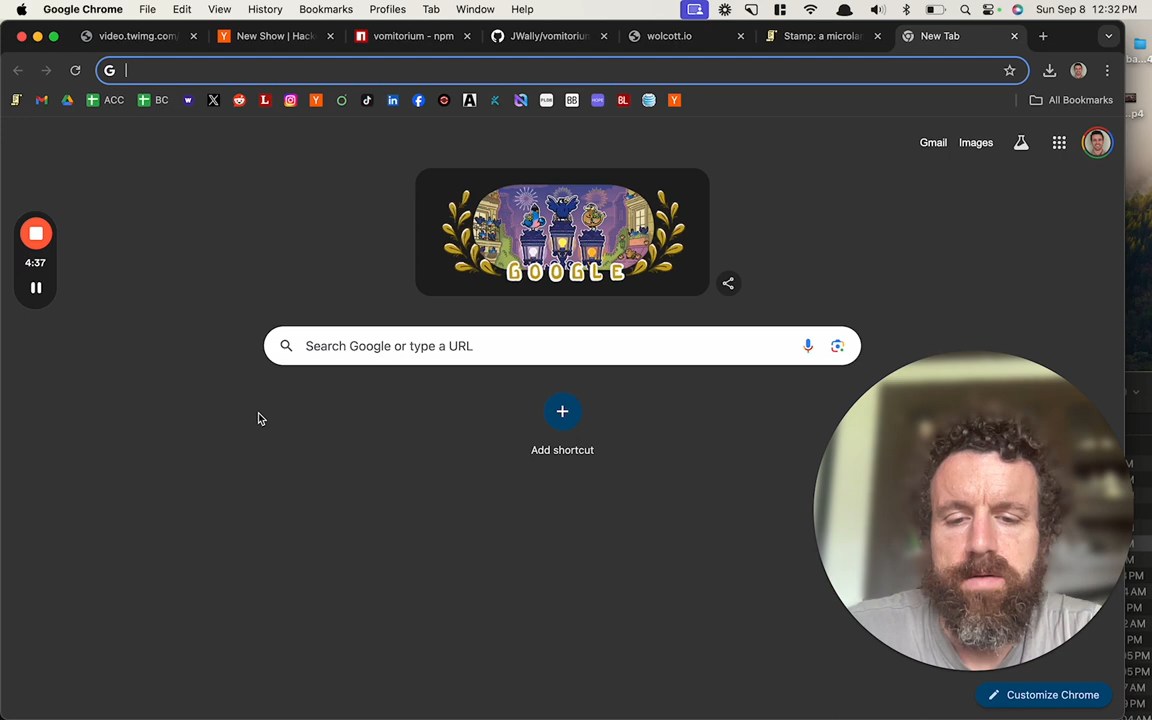 Google Chrome File Edit View History Bookmarks Profiles Tab Window Help Sun Sep 8 12:32 PM
video.twimg.com/ New Show | Hack vomitorium - npm JWally/vomitorium wolcott.io Stamp: a microlan New Tab
G
ACC BC All Bookmarks
Gmail Images
GOOGLE
4:37
Search Google or type a URL
Add shortcut
Customize Chrome